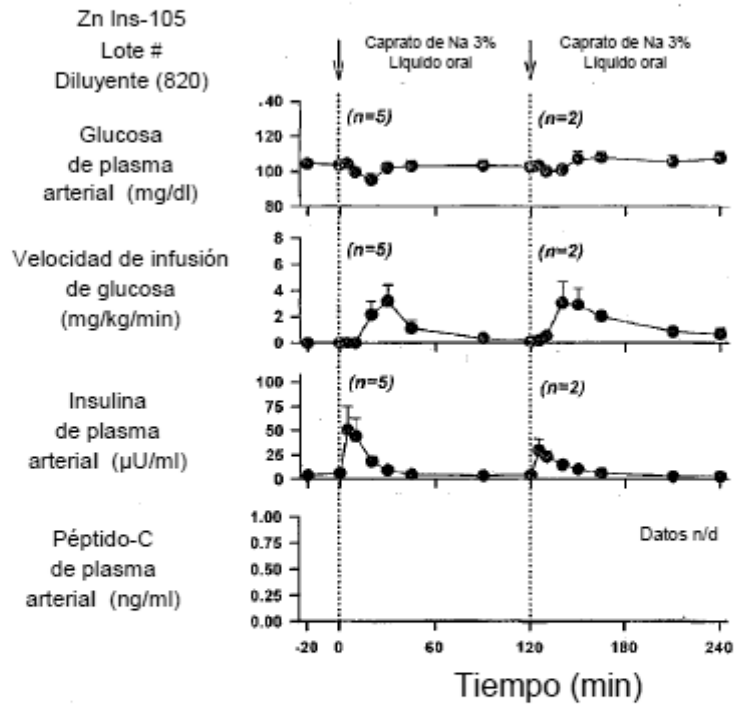 Zn Ins-105
Lote #
Diluyente (820)
Caprato de Na 3%
Líquido oral
Caprato de Na 3%
Líquido oral
Glucosa
de plasma
arterial (mg/dl)
.40
120
100
80
(n=5)
(n=2)
Velocidad de infusión
de glucosa
(mg/kg/min)
8
6
4
2
0
(n=5)
(n=2)
Insulina
de plasma
arterial (µU/ml)
100
75
50
25
0
(n=5)
(n=2)
Péptido-C
de plasma
arterial (ng/ml)
1.00
0.75
0.50
0.25
0.00
Datos n/d
-20 0 60 120 180 240
Tiempo (min)